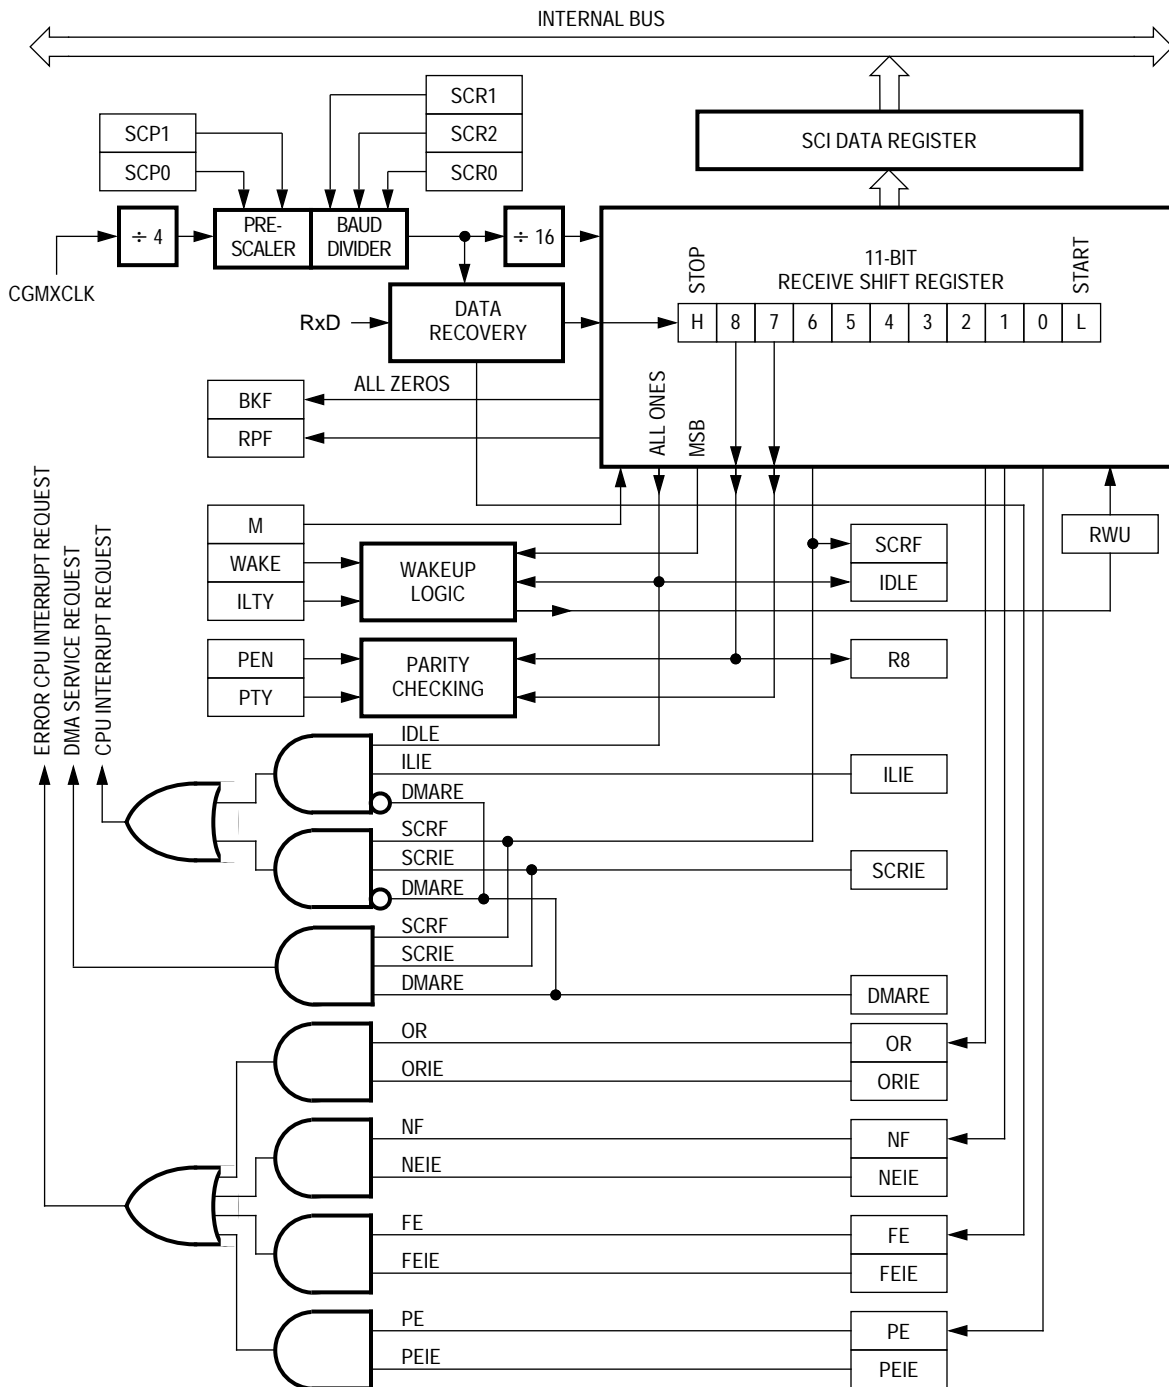 INTERNAL BUS
SCR1
SCP1
SCR2
SCI DATA REGISTER
SCP0
SCR0
÷ 4
PRE-
SCALER
BAUD
DIVIDER
÷ 16
CGMXCLK
STOP
11-BIT
RECEIVE SHIFT REGISTER
START
RxD
DATA
RECOVERY
H 8 7 6 5 4 3 2 1 0 L
ALL ZEROS
BKF
RPF
ALL ONES
MSB
M
WAKE
ILTY
WAKEUP
LOGIC
SCRF
IDLE
RWU
PEN
PTY
PARITY
CHECKING
R8
ERROR CPU INTERRUPT REQUEST
DMA SERVICE REQUEST
CPU INTERRUPT REQUEST
IDLE
ILIE
ILIE
DMARE
SCRF
SCRIE
SCRIE
DMARE
SCRF
SCRIE
DMARE
DMARE
OR
OR
ORIE
ORIE
NF
NF
NEIE
NEIE
FE
FE
FEIE
FEIE
PE
PE
PEIE
PEIE